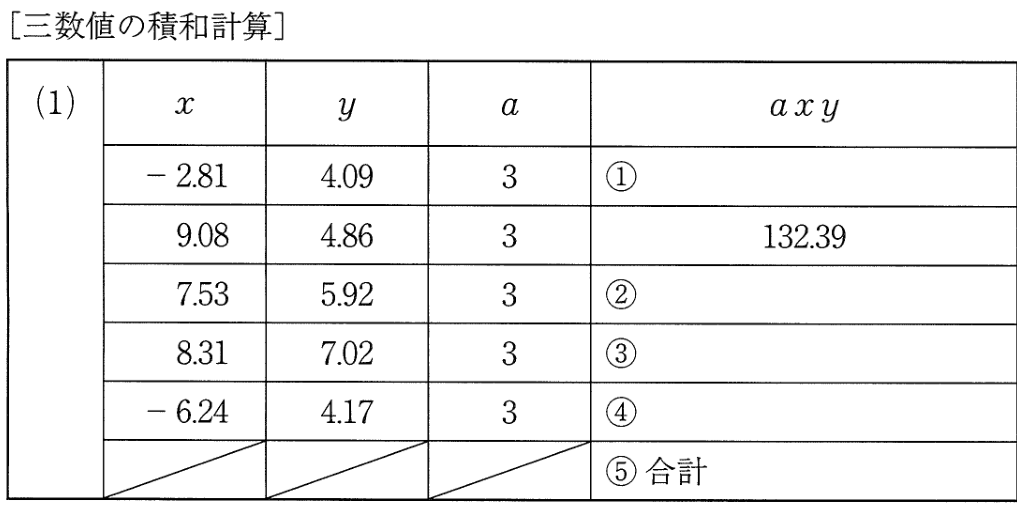 [三数値の積和計算]
(1) x y a a x y
− 2.81 4.09 3 ①
9.08 4.86 3 132.39
7.53 5.92 3 ②
8.31 7.02 3 ③
− 6.24 4.17 3 ④
⑤ 合計